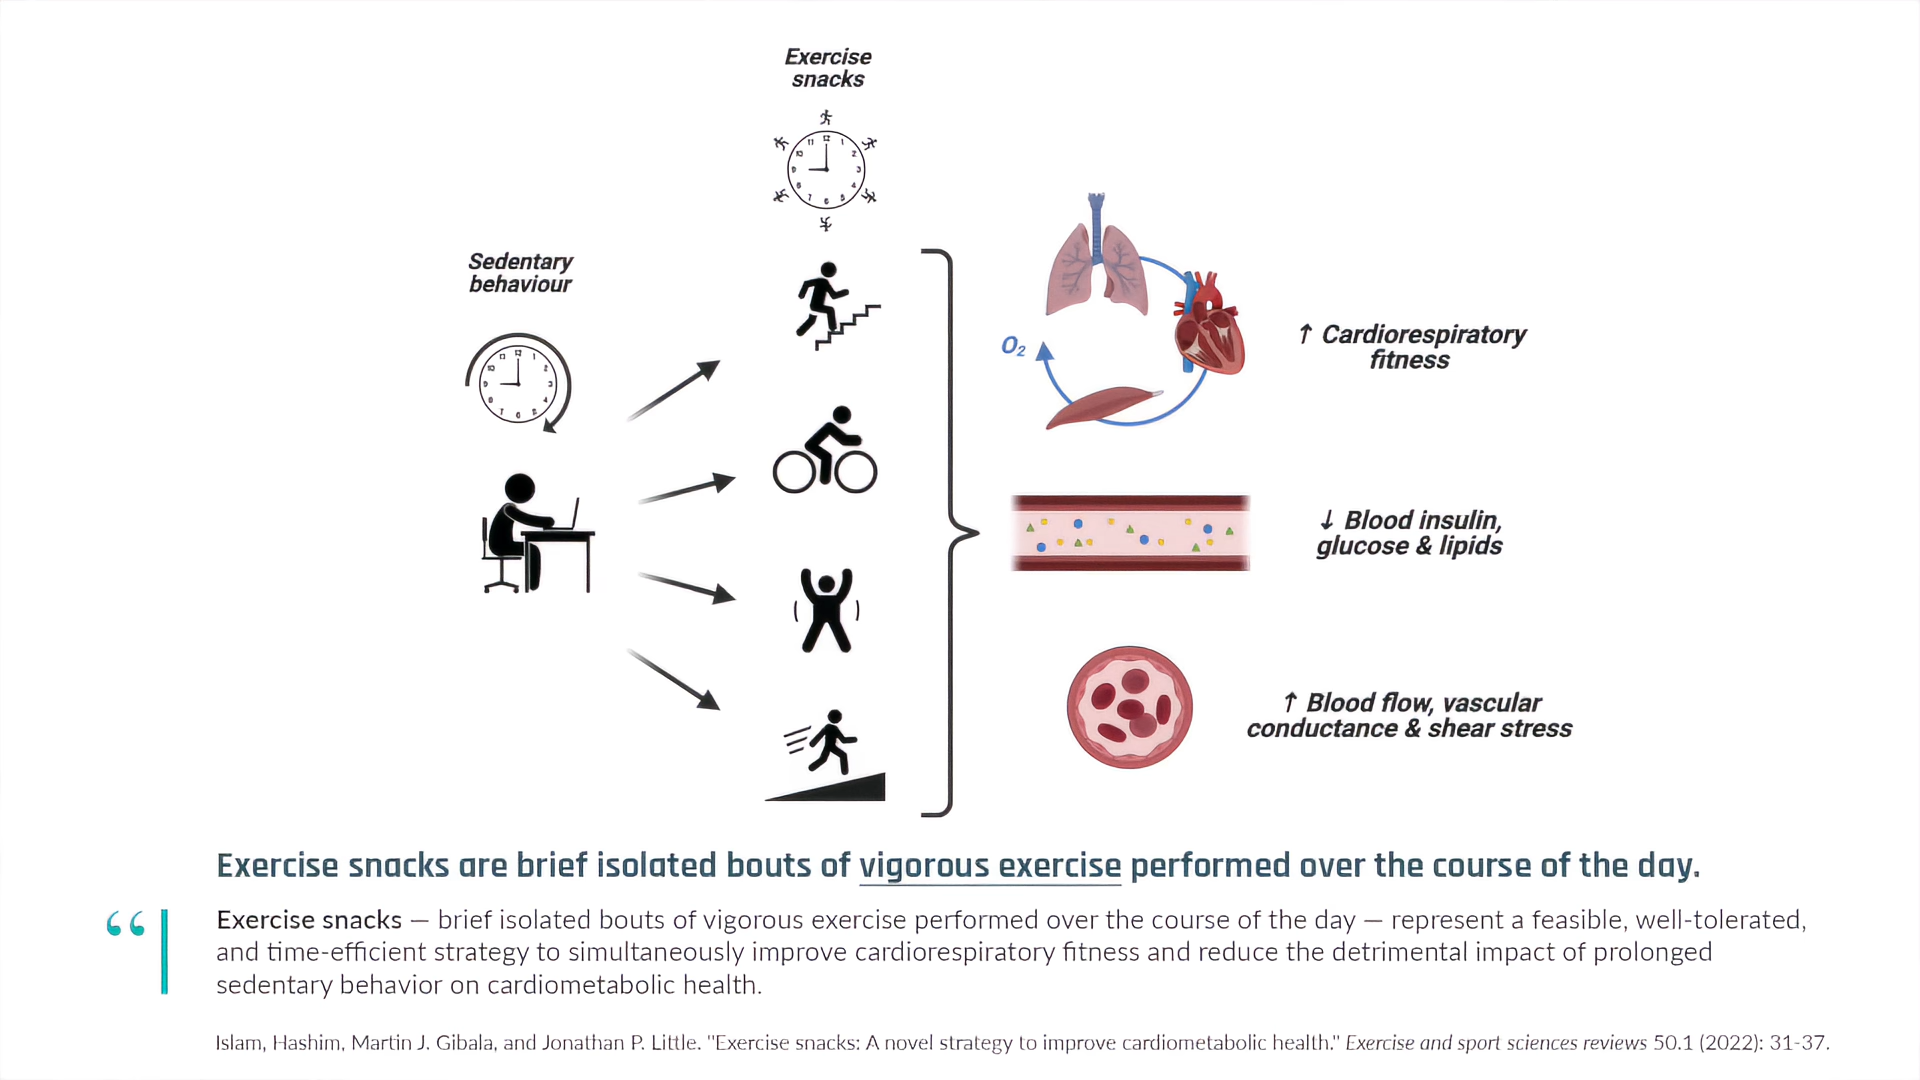 Exercise
snacks
Sedentary
behaviour
O₂
↑ Cardiorespiratory
fitness
↓ Blood insulin,
glucose & lipids
↑ Blood flow, vascular
conductance & shear stress
Exercise snacks are brief isolated bouts of vigorous exercise performed over the course of the day.
“ Exercise snacks — brief isolated bouts of vigorous exercise performed over the course of the day — represent a feasible, well-tolerated,
and time-efficient strategy to simultaneously improve cardiorespiratory fitness and reduce the detrimental impact of prolonged
sedentary behavior on cardiometabolic health.
Islam, Hashim, Martin J. Gibala, and Jonathan P. Little. "Exercise snacks: A novel strategy to improve cardiometabolic health." Exercise and sport sciences reviews 50.1 (2022): 31-37.